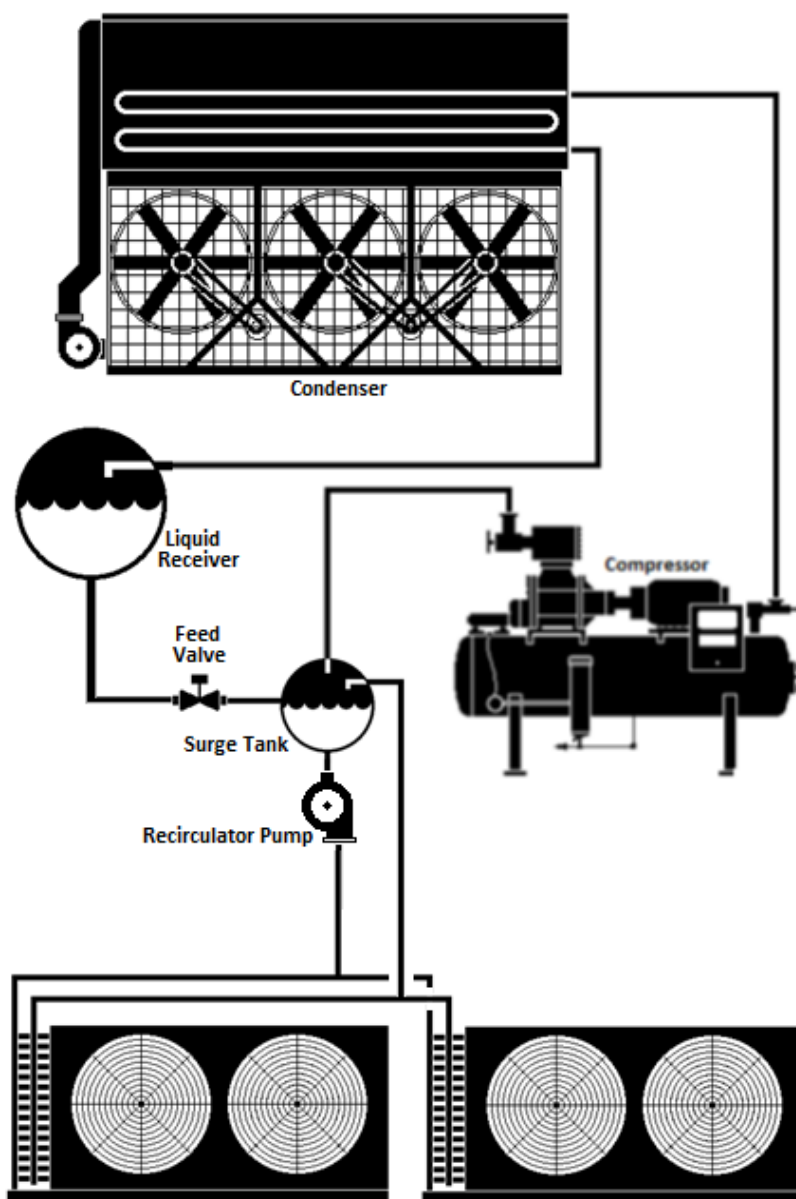 Condenser
Liquid
Receiver
Compressor
Feed
Valve
Surge Tank
Recirculator Pump